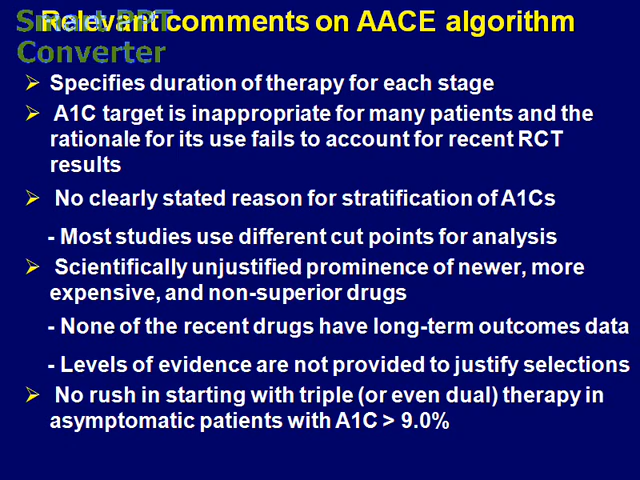 Smart PPT
Converter
Relevant comments on AACE algorithm
➢ Specifies duration of therapy for each stage
➢ A1C target is inappropriate for many patients and the
rationale for its use fails to account for recent RCT
results
➢ No clearly stated reason for stratification of A1Cs
- Most studies use different cut points for analysis
➢ Scientifically unjustified prominence of newer, more
expensive, and non-superior drugs
- None of the recent drugs have long-term outcomes data
- Levels of evidence are not provided to justify selections
➢ No rush in starting with triple (or even dual) therapy in
asymptomatic patients with A1C > 9.0%